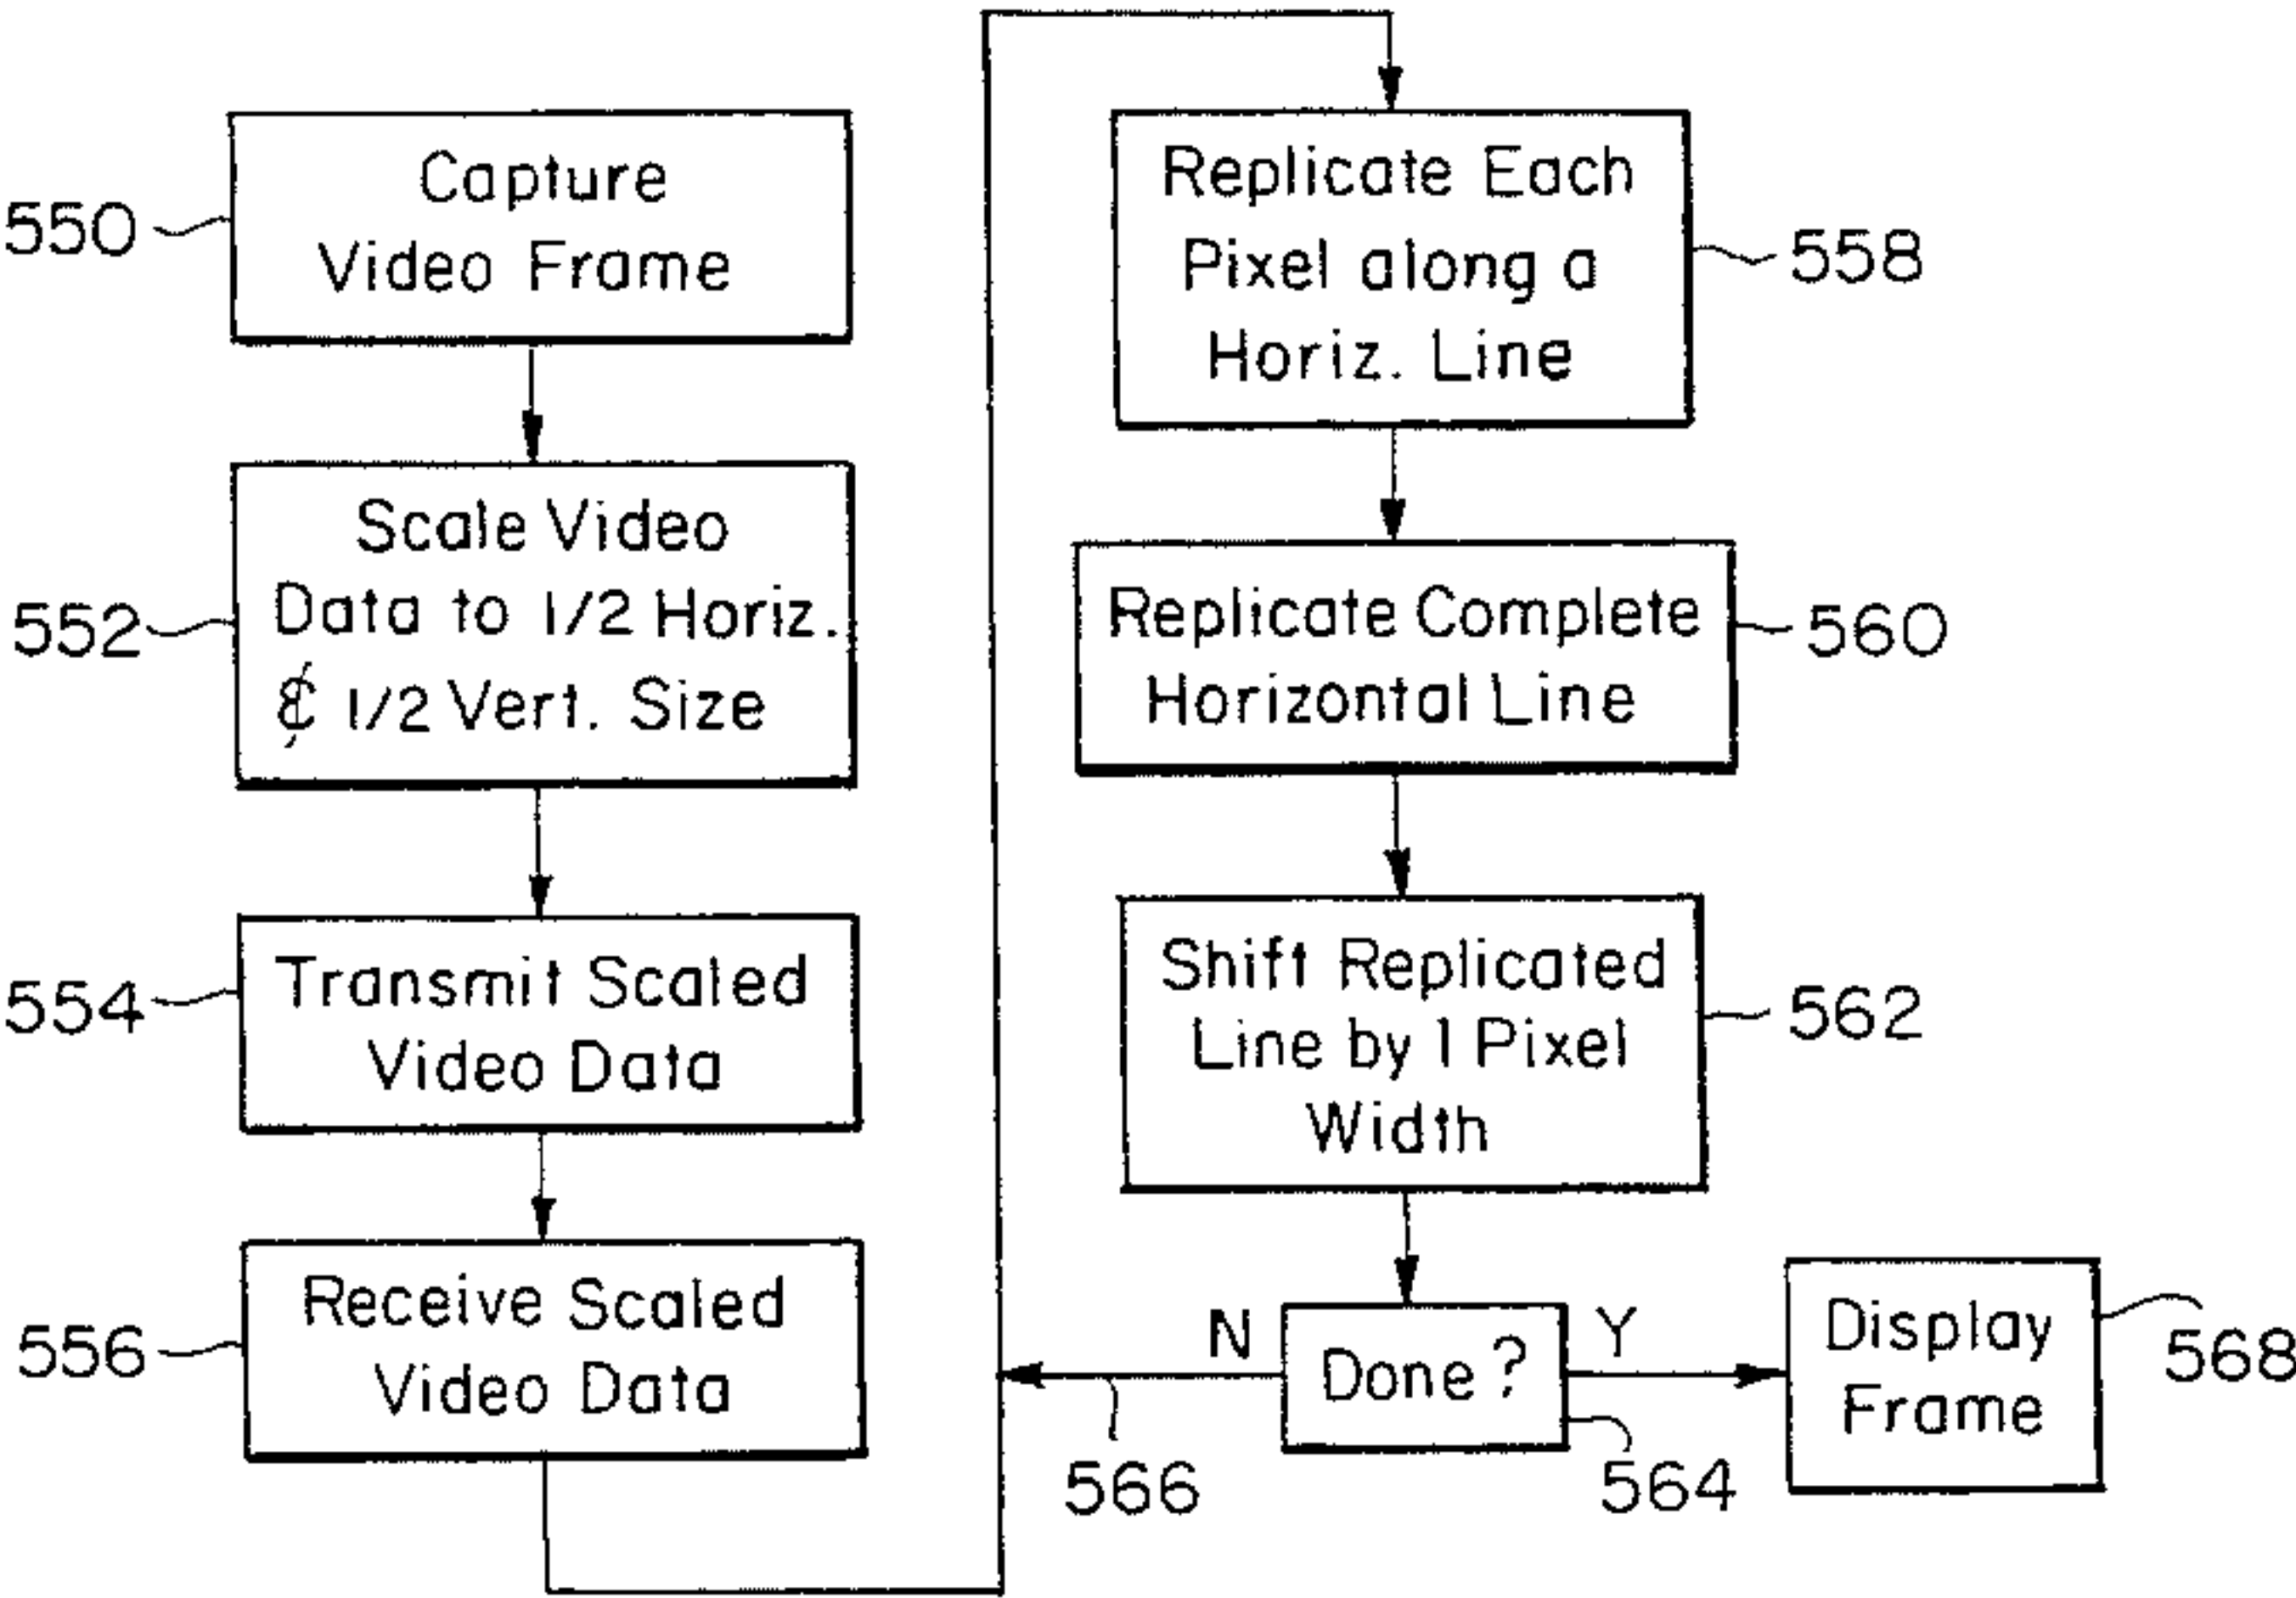 550
Capture
Video Frame
552
Scale Video
Data to 1/2 Horiz.
& 1/2 Vert. Size
554
Transmit Scaled
Video Data
556
Receive Scaled
Video Data
Replicate Each
Pixel along a
Horiz. Line
558
Replicate Complete
Horizontal Line
560
Shift Replicated
Line by 1 Pixel
Width
562
N
Done ?
Y
566
564
Display
Frame
568